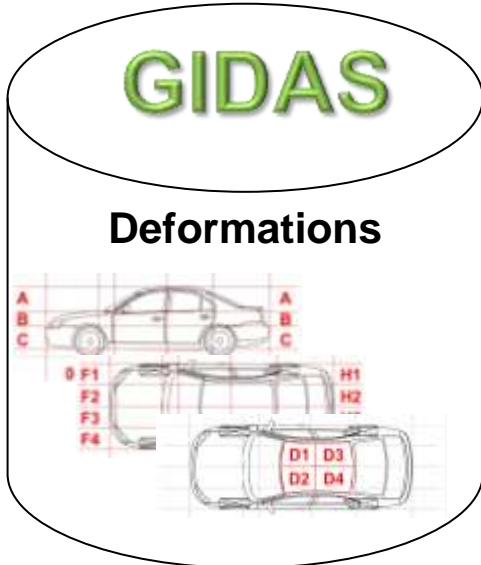 GIDAS
Deformations
A A
B B
C C
0 F1 H1
F2 H2
F3
F4
D1 D3
D2 D4